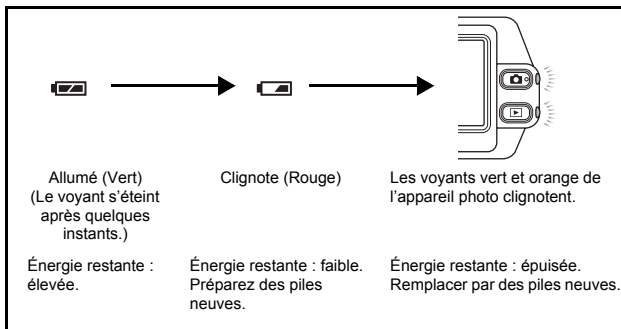 Allumé (Vert)
(Le voyant s'éteint
après quelques
instants.)
Énergie restante :
élevée.
Clignote (Rouge)
Énergie restante : faible.
Préparez des piles
neuves.
Les voyants vert et orange de
l'appareil photo clignotent.
Énergie restante : épuisée.
Remplacer par des piles neuves.